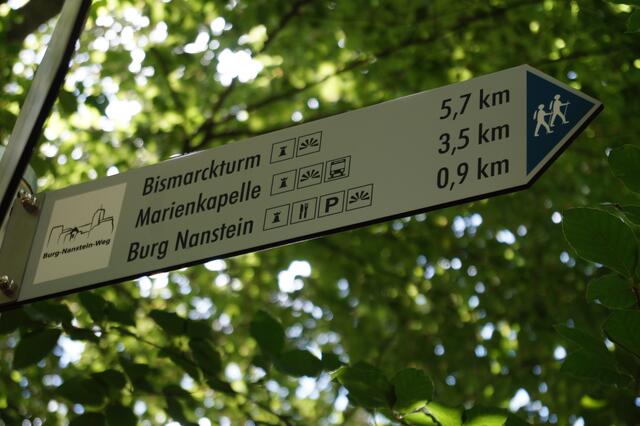 Bismarckturm 5,7 km
Marienkapelle 3,5 km
Burg Nanstein P 0,9 km
Burg-Nanstein-Weg